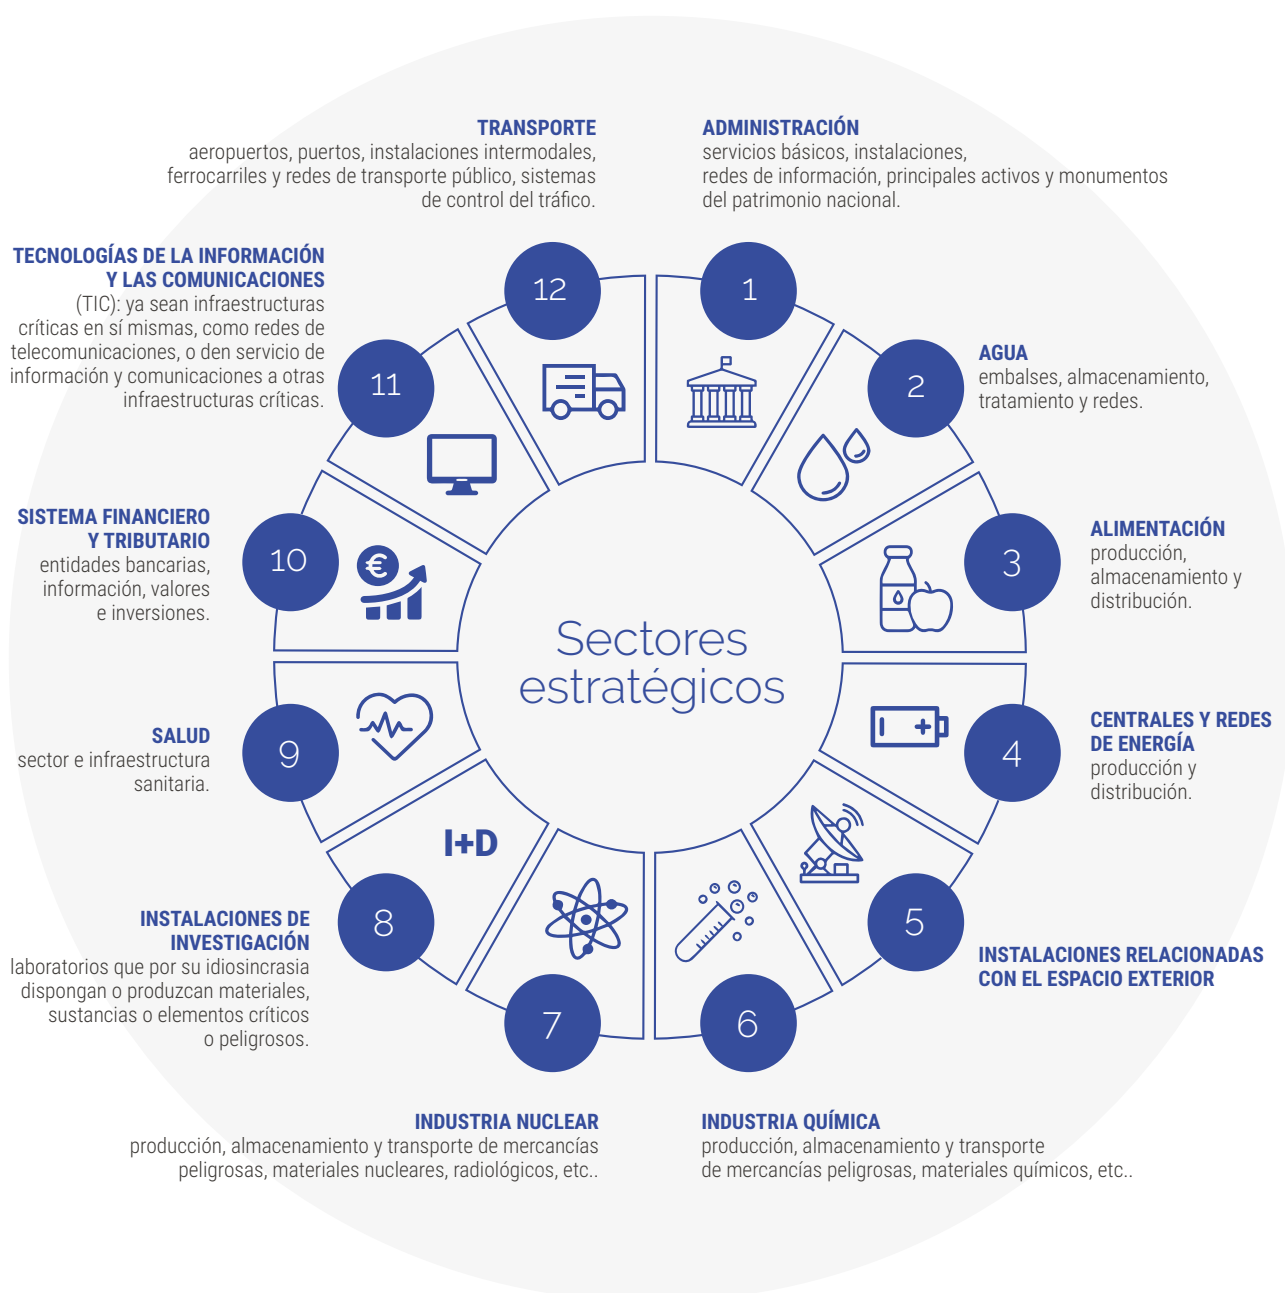 TRANSPORTE
aeropuertos, puertos, instalaciones intermodales,
ferrocarriles y redes de transporte público, sistemas
de control del tráfico.
ADMINISTRACIÓN
servicios básicos, instalaciones,
redes de información, principales activos y monumentos
del patrimonio nacional.
TECNOLOGÍAS DE LA INFORMACIÓN
Y LAS COMUNICACIONES
(TIC): ya sean infraestructuras
críticas en sí mismas, como redes de
telecomunicaciones, o den servicio de
información y comunicaciones a otras
infraestructuras críticas.
12
1
11
2
AGUA
embalses, almacenamiento,
tratamiento y redes.
SISTEMA FINANCIERO
Y TRIBUTARIO
entidades bancarias,
información, valores
e inversiones.
10
€
3
ALIMENTACIÓN
producción,
almacenamiento y
distribución.
Sectores
estratégicos
SALUD
sector e infraestructura
sanitaria.
9
4
CENTRALES Y REDES
DE ENERGÍA
producción y
distribución.
I+D
8
5
INSTALACIONES DE
INVESTIGACIÓN
laboratorios que por su idiosincrasia
dispongan o produzcan materiales,
sustancias o elementos críticos
o peligrosos.
INSTALACIONES RELACIONADAS
CON EL ESPACIO EXTERIOR
7
6
INDUSTRIA NUCLEAR
producción, almacenamiento y transporte de mercancías
peligrosas, materiales nucleares, radiológicos, etc..
INDUSTRIA QUÍMICA
producción, almacenamiento y transporte
de mercancías peligrosas, materiales químicos, etc..